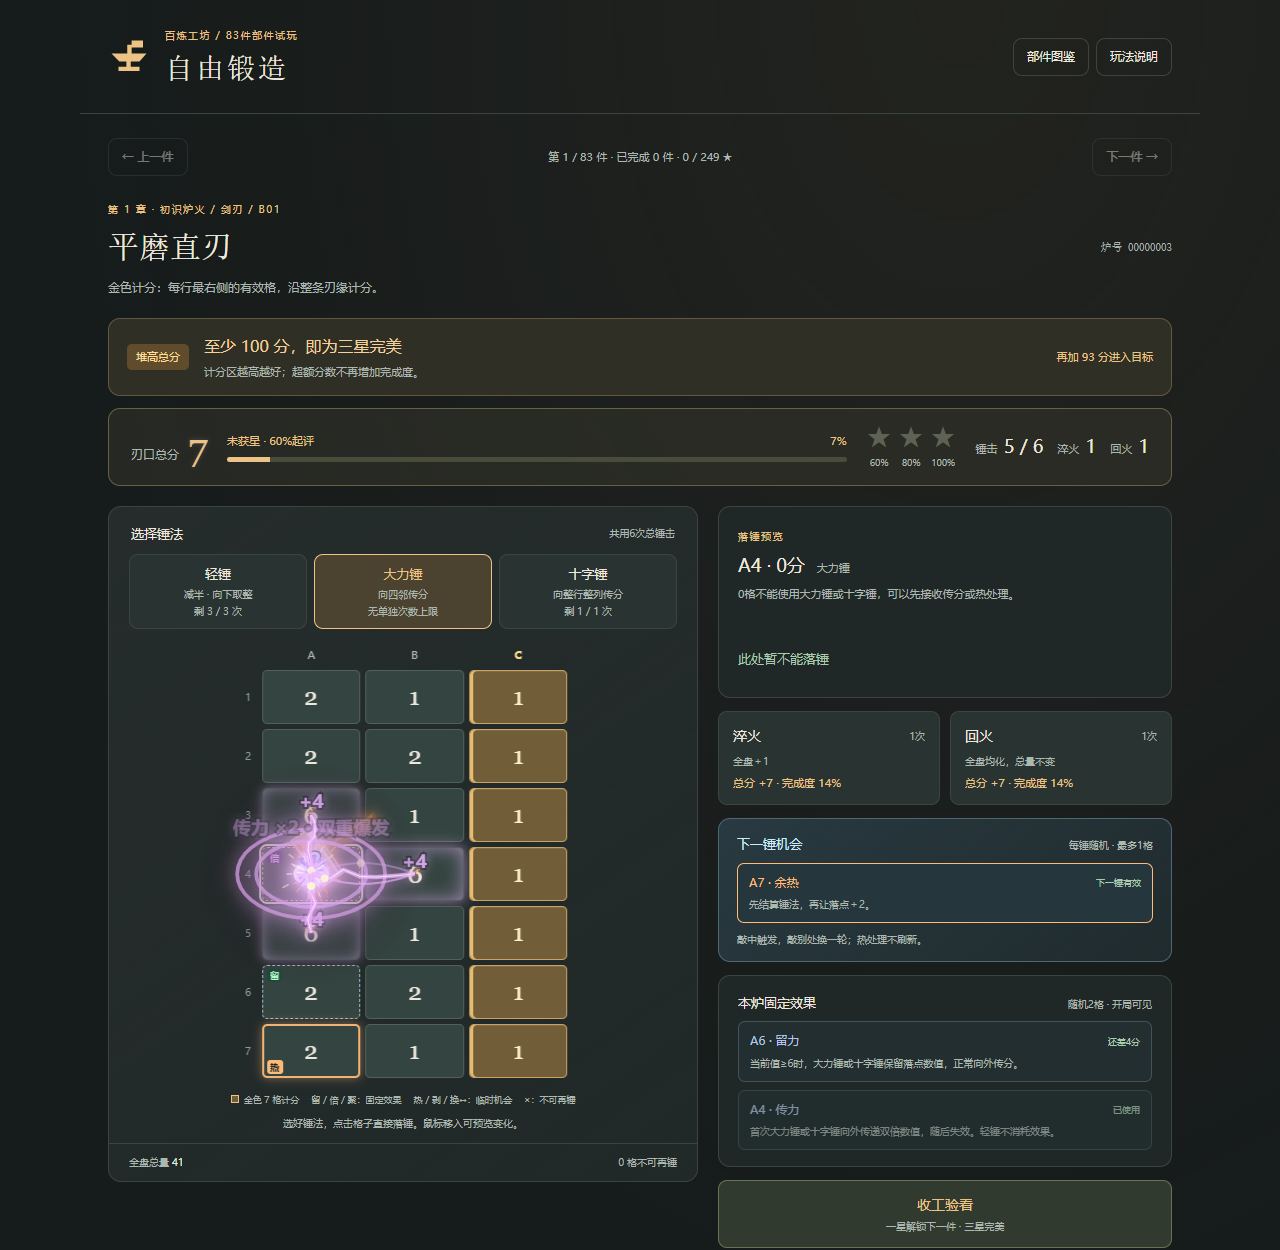 百炼工坊 / 83件部件试玩
自由锻造
部件图鉴
玩法说明
← 上一件
第 1 / 83 件 · 已完成 0 件 · 0 / 249 ★
下一件 →
第 1 章 · 初识炉火 / 剑刃 / B01
平磨直刃
炉号 00000003
金色计分：每行最右侧的有效格，沿整条刃缘计分。
堆高总分
至少 100 分，即为三星完美
计分区越高越好；超额分数不再增加完成度。
再加 93 分进入目标
刃口总分 7
未获星 · 60%起评
7%
60%
80%
100%
锤击 5 / 6
淬火 1
回火 1
选择锤法
共用6次总锤击
轻锤
减半 · 向下取整
剩 3 / 3 次
大力锤
向四邻传分
无单独次数上限
十字锤
向整行整列传分
剩 1 / 1 次
A B C
1 2 1 1
2 2 2 1
3 +4 1 1
传力 ×2 · 双重爆发
4 倍 +4 6 1
5 +4 6 1 1
6 留 2 2 1
7 热 2 1 1
金色 7 格计分 留 / 倍 / 聚：固定效果 热 / 剥 / 换↔：临时机会 ×：不可再锤
选好锤法，点击格子直接落锤。鼠标移入可预览变化。
全盘总量 41
0 格不可再锤
落锤预览
A4 · 0分 大力锤
0格不能使用大力锤或十字锤，可以先接收传分或热处理。
此处暂不能落锤
淬火
1次
全盘 + 1
总分 +7 · 完成度 14%
回火
1次
全盘均化，总量不变
总分 +7 · 完成度 14%
下一锤机会
每锤随机 · 最多1格
A7 · 余热
下一锤有效
先结算锤法，再让落点 + 2。
敲中触发，敲别处换一轮；热处理不刷新。
本炉固定效果
随机2格 · 开局可见
A6 · 留力
还差4分
当前值≥6时，大力锤或十字锤保留落点数值，正常向外传分。
A4 · 传力
已使用
首次大力锤或十字锤向外传递双倍数值，随后失效。轻锤不消耗效果。
收工验看
一星解锁下一件 · 三星完美